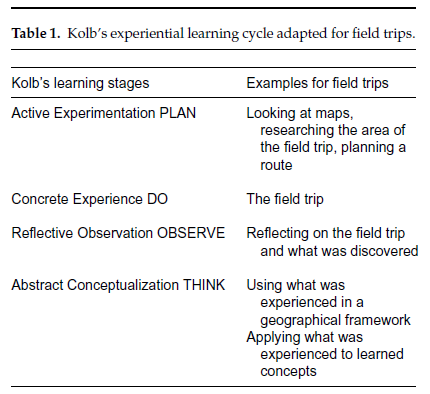 Table 1. Kolb's experiential learning cycle adapted for field trips.
Kolb's learning stages Examples for field trips
Active Experimentation PLAN Looking at maps,
researching the area of
the field trip, planning a
route
Concrete Experience DO The field trip
Reflective Observation OBSERVE Reflecting on the field trip
and what was discovered
Abstract Conceptualization THINK Using what was
experienced in a
geographical framework
Applying what was
experienced to learned
concepts